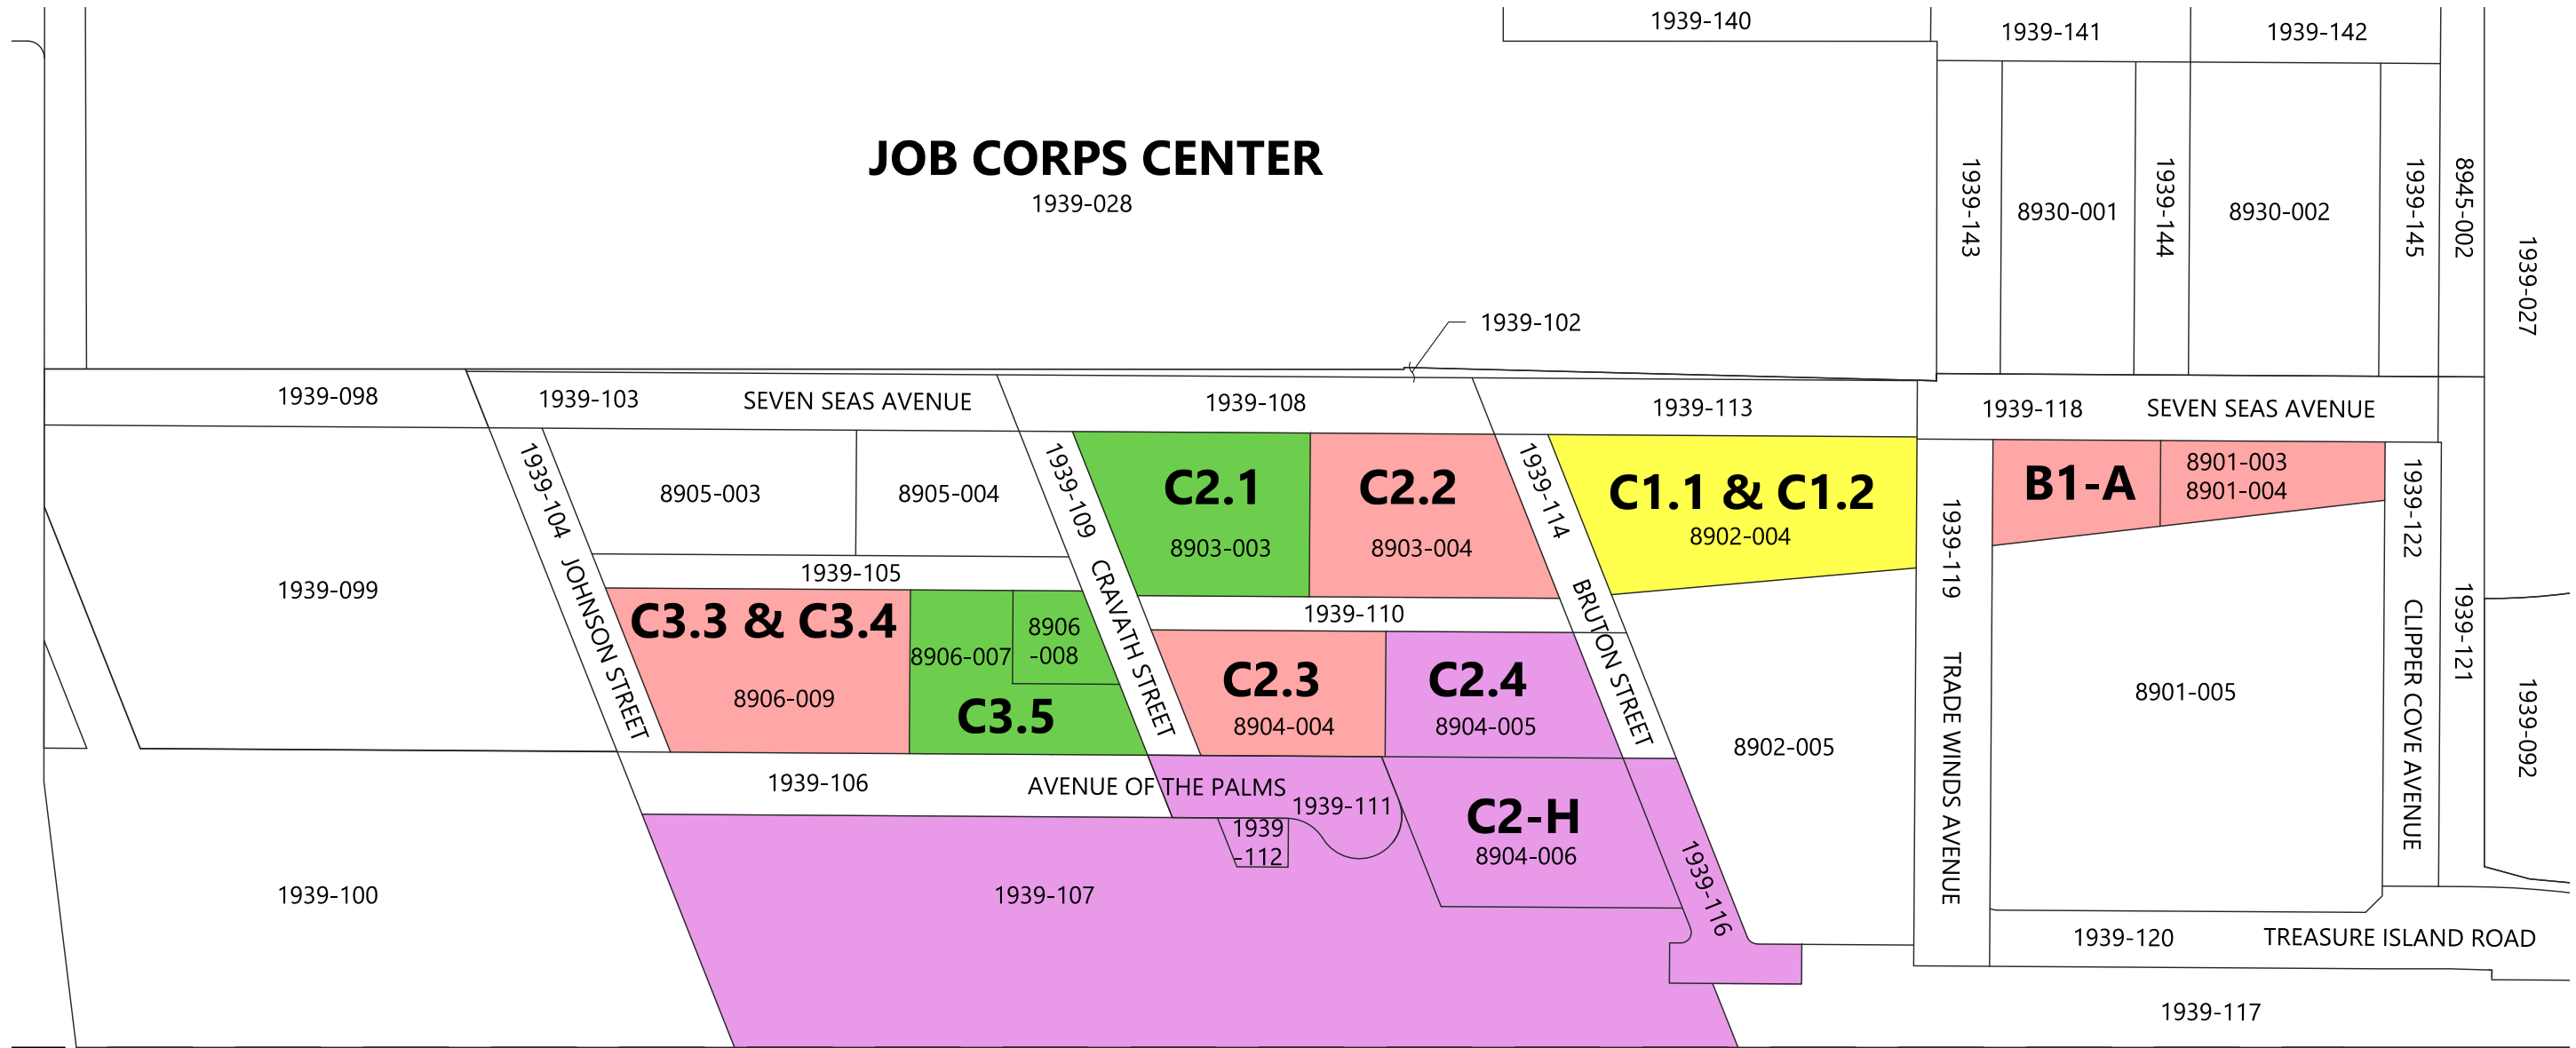 1939-140
1939-141
1939-142
JOB CORPS CENTER
1939-028
1939-143
8930-001
1939-144
8930-002
1939-145
8945-002
1939-027
1939-102
1939-098
1939-103
SEVEN SEAS AVENUE
1939-108
1939-113
1939-118
SEVEN SEAS AVENUE
1939-104 JOHNSON STREET
8905-003
8905-004
1939-109 CRAVATH STREET
C2.1
8903-003
C2.2
8903-004
1939-114 BRUTON STREET
C1.1 & C1.2
8902-004
1939-119 TRADE WINDS AVENUE
B1-A
8901-003
8901-004
1939-122 CLIPPER COVE AVENUE
1939-121
1939-099
1939-105
1939-110
C3.3 & C3.4
8906-009
8906-007
8906
-008
C3.5
C2.3
8904-004
C2.4
8904-005
8902-005
8901-005
1939-092
1939-106
AVENUE OF THE PALMS
1939-111
1939
-112
C2-H
8904-006
1939-116
1939-100
1939-107
1939-120
TREASURE ISLAND ROAD
1939-117